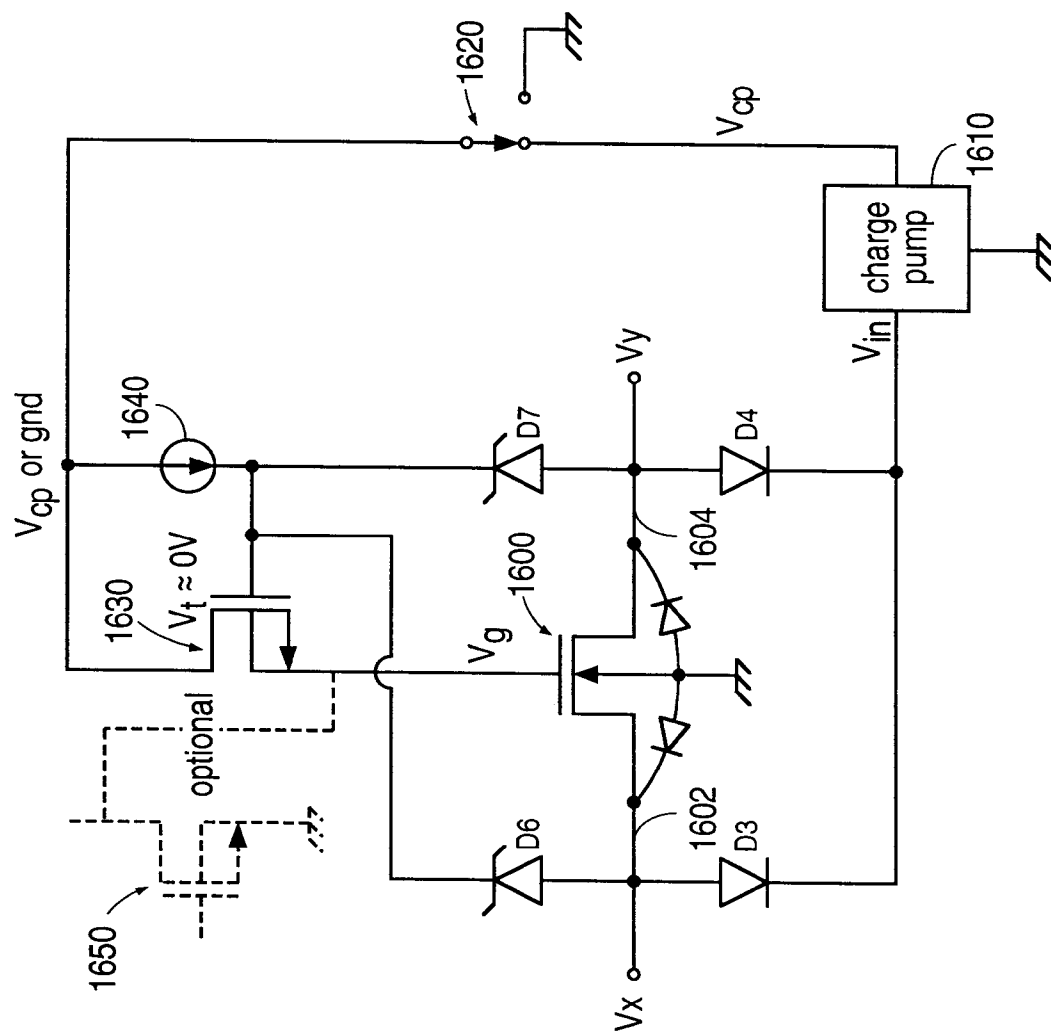 1650
optional
1630
Vt ≈ 0V
Vcp or gnd
1640
1620
Vcp
1610
charge
pump
Vin
Vy
D7
D4
1604
1600
Vg
D6
1602
D3
Vx